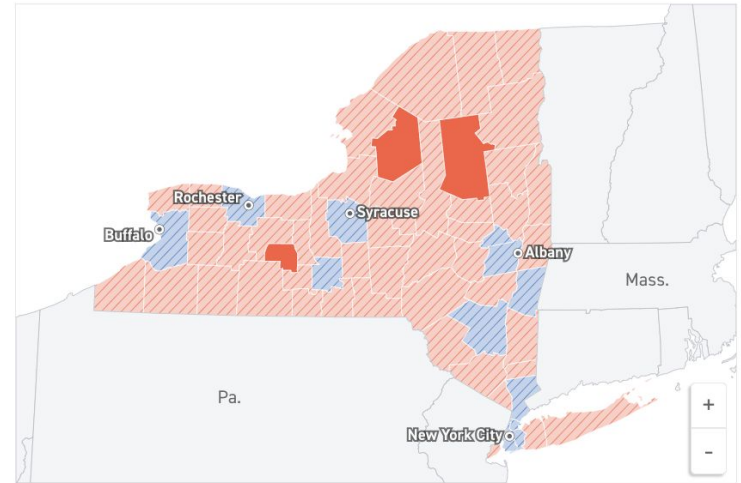 Rochester
Syracuse
Buffalo
Albany
Mass.
Pa.
New York City
+
-